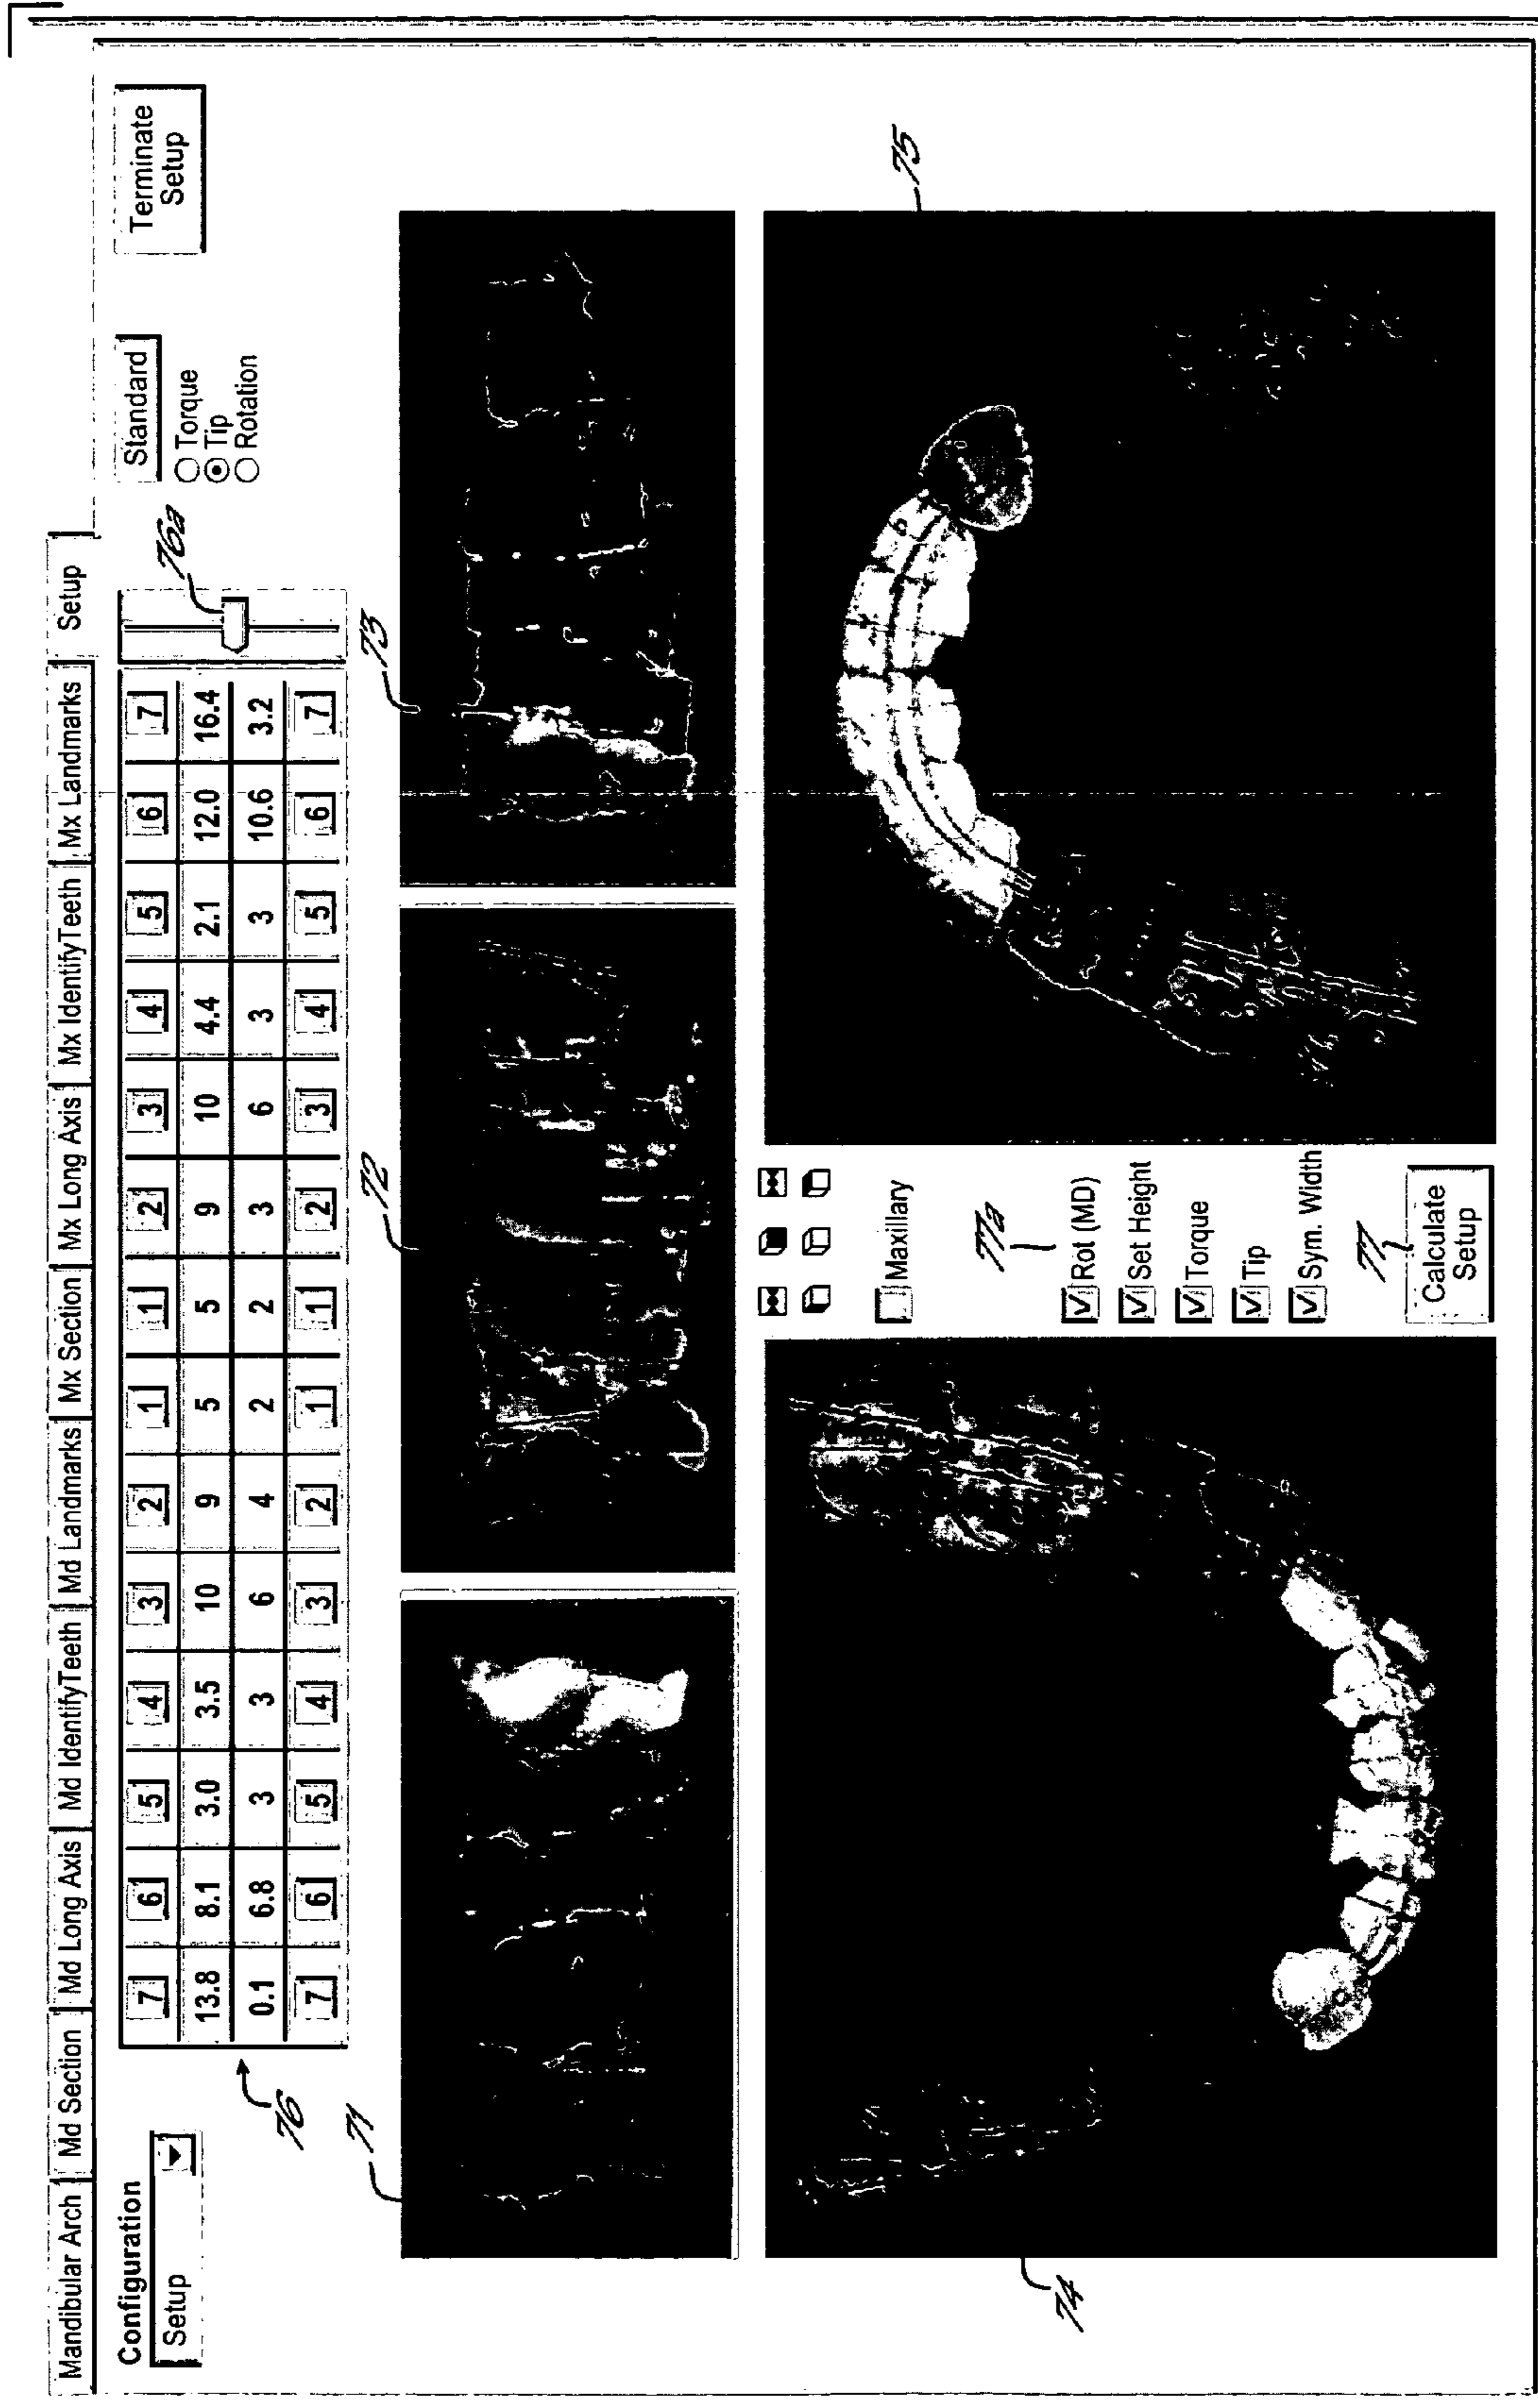 Mandibular Arch Md Section Md Long Axis Md IdentifyTeeth Md Landmarks Mx Section Mx Long Axis Mx IdentifyTeeth Mx Landmarks Setup
Configuration
Setup
76
7 6 5 4 3 2 1 1 2 3 4 5 6 7
13.8 8.1 3.0 3.5 10 9 5 5 9 10 4.4 2.1 12.0 16.4
0.1 6.8 3 3 6 4 2 2 3 6 3 3 10.6 3.2
7 6 5 4 3 2 1 1 2 3 4 5 6 7
76a
Standard
Torque
Tip
Rotation
Terminate
Setup
71
72
73
74
Maxillary
77a
Rot (MD)
Set Height
Torque
Tip
Sym. Width
77
Calculate
Setup
75